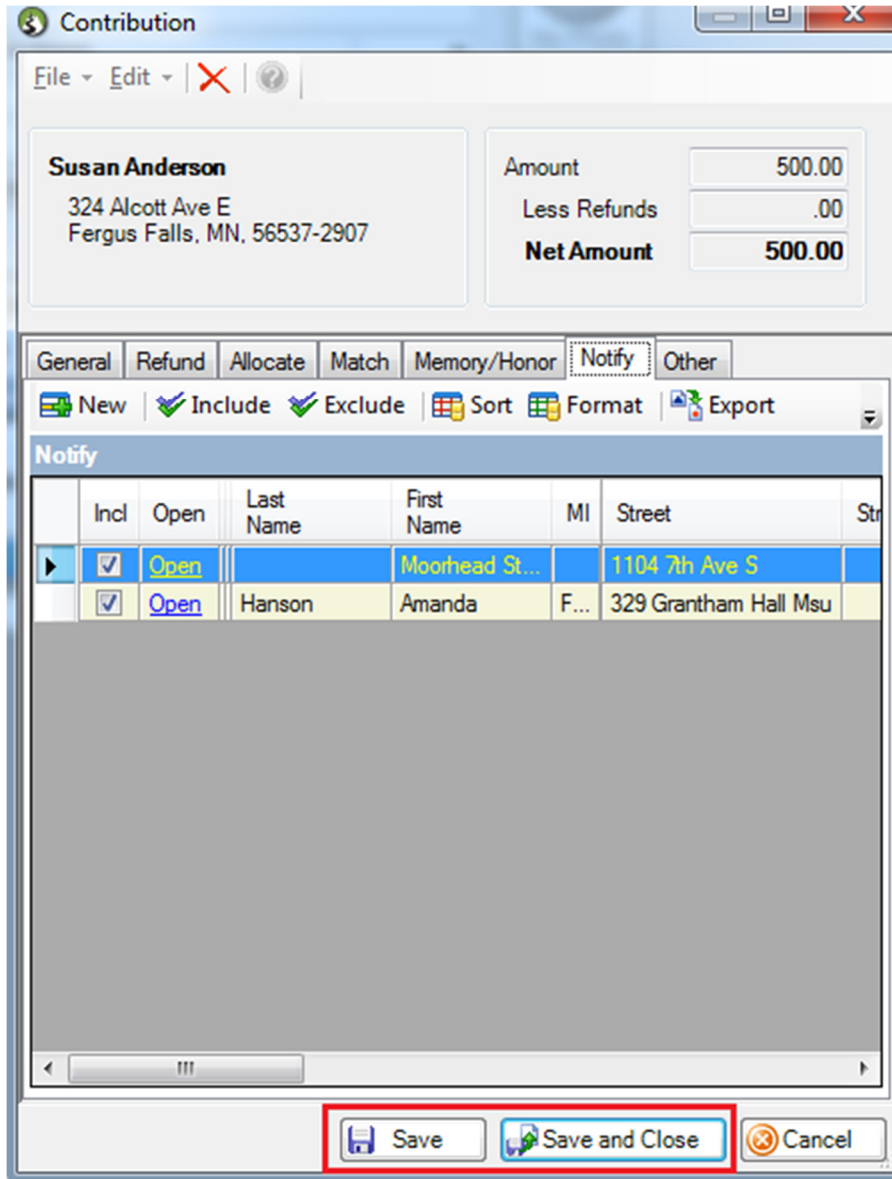 Contribution
File Edit
Susan Anderson
324 Alcott Ave E
Fergus Falls, MN, 56537-2907
Amount 500.00
Less Refunds .00
Net Amount 500.00
General Refund Allocate Match Memory/Honor Notify Other
New Include Exclude Sort Format Export
Notify
Incl Open Last Name First Name MI Street Str
Open Moorhead St... 1104 7th Ave S
Open Hanson Amanda F... 329 Grantham Hall Msu
Save Save and Close Cancel